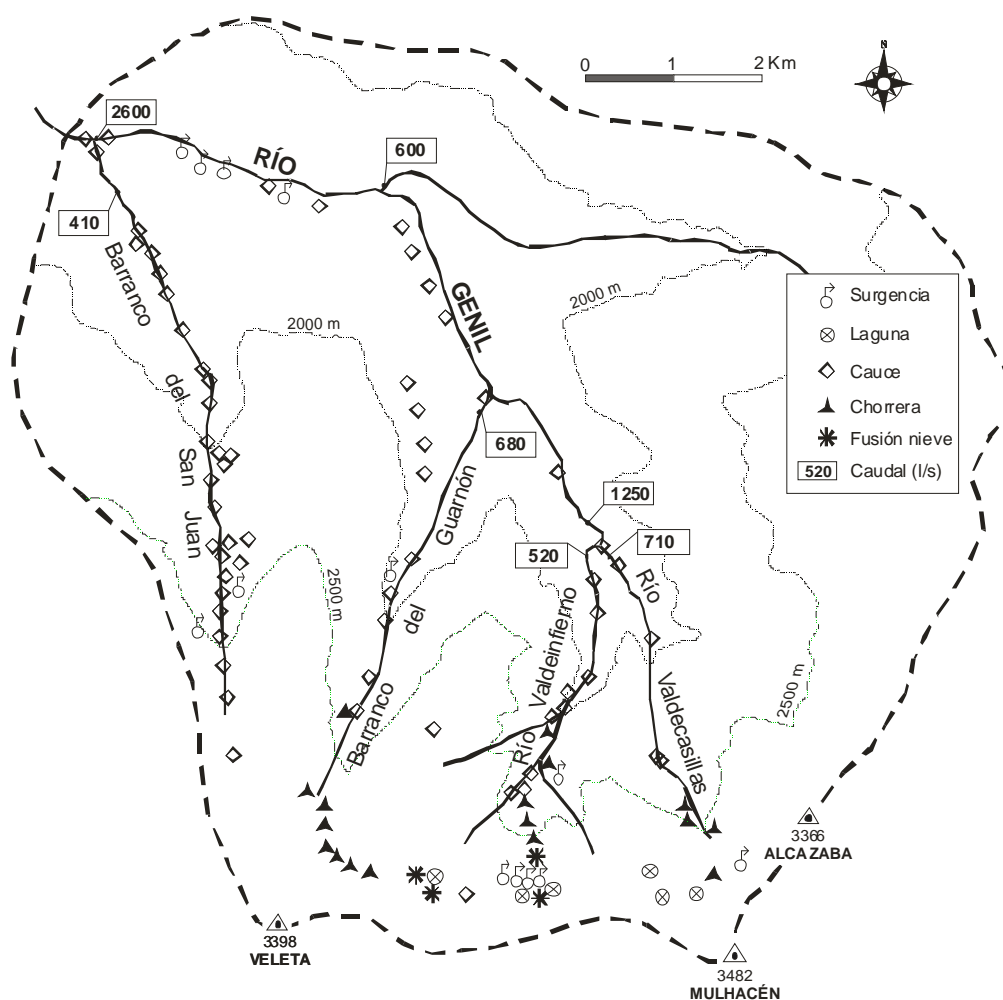 N
0 1 2 Km
2600
RÍO
600
410
Barranco
del
San
Juan
GENIL
2000 m
2000 m
Surgencia
Laguna
Cauce
Chorrera
Fusión nieve
520 Caudal (l/s)
680
Guarnón
del
Barranco
1250
520
710
Río
Valdecasillas
Valdeinfierno
Río
2500 m
2500 m
3366
ALCAZABA
3398
VELETA
3482
MULHACÉN